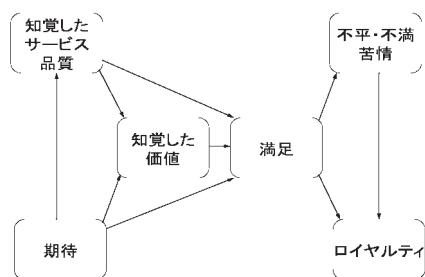 知覚した
サービス
品質
不平・不満
苦情
知覚した
価値
満足
期待
ロイヤルティ